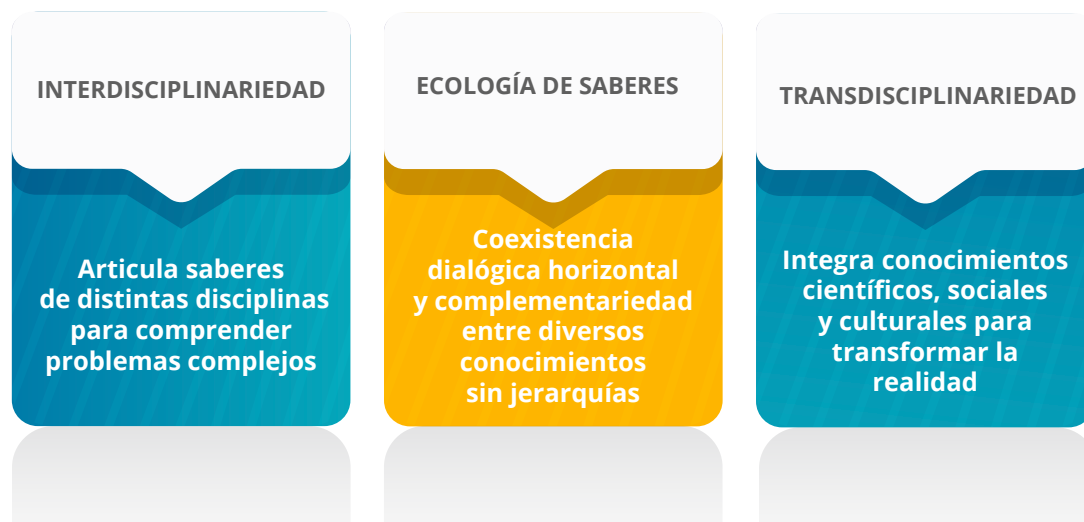 INTERDISCIPLINARIEDAD
Articula saberes
de distintas disciplinas
para comprender
problemas complejos
ECOLOGÍA DE SABERES
Coexistencia
dialógica horizontal
y complementariedad
entre diversos
conocimientos
sin jerarquías
TRANSDISCIPLINARIEDAD
Integra conocimientos
científicos, sociales
y culturales para
transformar la
realidad